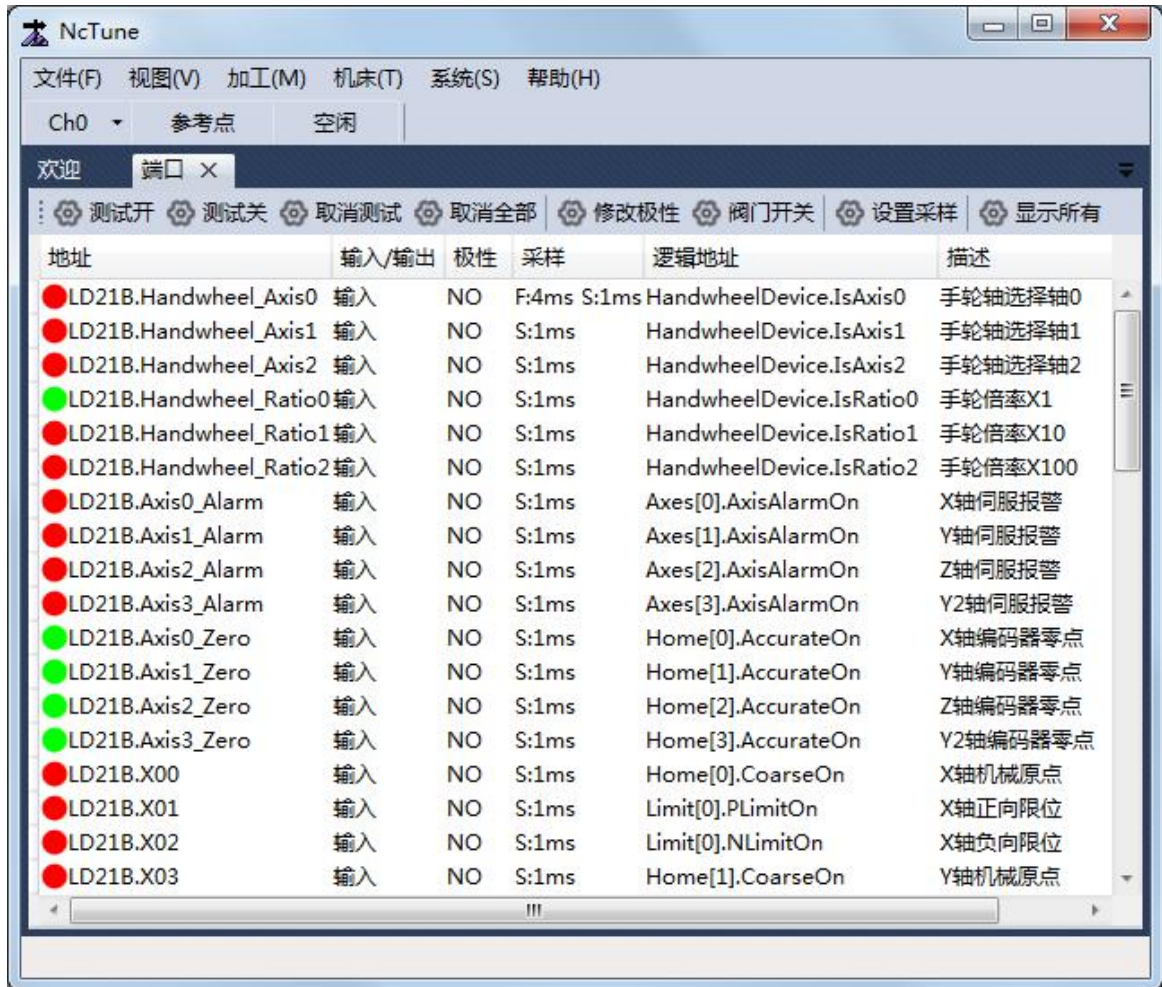 NcTune
文件(F) 视图(V) 加工(M) 机床(T) 系统(S) 帮助(H)
Ch0 参考点 空闲
欢迎 端口
测试开 测试关 取消测试 取消全部 修改极性 阀门开关 设置采样 显示所有
地址 输入/输出 极性 采样 逻辑地址 描述
LD21B.Handwheel_Axis0 输入 NO F:4ms S:1ms HandwheelDevice.IsAxis0 手轮轴选择轴0
LD21B.Handwheel_Axis1 输入 NO S:1ms HandwheelDevice.IsAxis1 手轮轴选择轴1
LD21B.Handwheel_Axis2 输入 NO S:1ms HandwheelDevice.IsAxis2 手轮轴选择轴2
LD21B.Handwheel_Ratio0 输入 NO S:1ms HandwheelDevice.IsRatio0 手轮倍率X1
LD21B.Handwheel_Ratio1 输入 NO S:1ms HandwheelDevice.IsRatio1 手轮倍率X10
LD21B.Handwheel_Ratio2 输入 NO S:1ms HandwheelDevice.IsRatio2 手轮倍率X100
LD21B.Axis0_Alarm 输入 NO S:1ms Axes[0].AxisAlarmOn X轴伺服报警
LD21B.Axis1_Alarm 输入 NO S:1ms Axes[1].AxisAlarmOn Y轴伺服报警
LD21B.Axis2_Alarm 输入 NO S:1ms Axes[2].AxisAlarmOn Z轴伺服报警
LD21B.Axis3_Alarm 输入 NO S:1ms Axes[3].AxisAlarmOn Y2轴伺服报警
LD21B.Axis0_Zero 输入 NO S:1ms Home[0].AccurateOn X轴编码器零点
LD21B.Axis1_Zero 输入 NO S:1ms Home[1].AccurateOn Y轴编码器零点
LD21B.Axis2_Zero 输入 NO S:1ms Home[2].AccurateOn Z轴编码器零点
LD21B.Axis3_Zero 输入 NO S:1ms Home[3].AccurateOn Y2轴编码器零点
LD21B.X00 输入 NO S:1ms Home[0].CoarseOn X轴机械原点
LD21B.X01 输入 NO S:1ms Limit[0].PLimitOn X轴正向限位
LD21B.X02 输入 NO S:1ms Limit[0].NLimitOn X轴负向限位
LD21B.X03 输入 NO S:1ms Home[1].CoarseOn Y轴机械原点